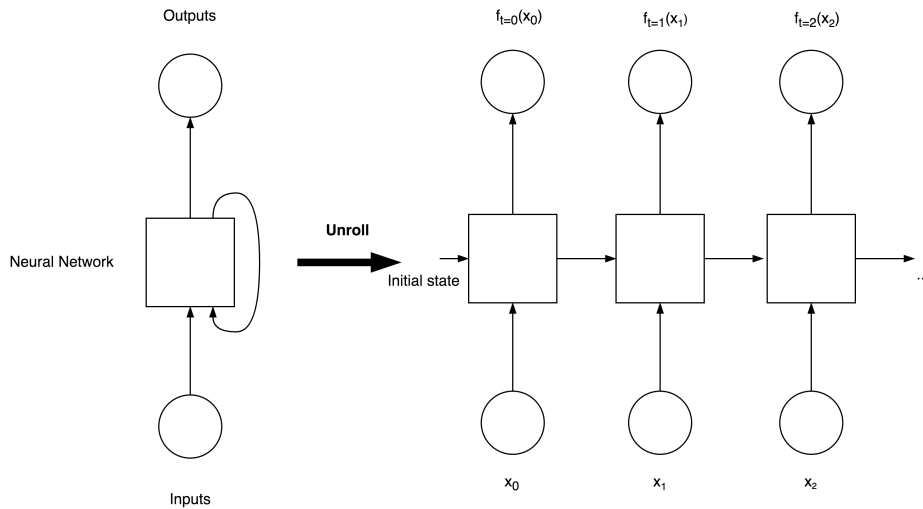 Outputs
f_{t=0}(x_0)
f_{t=1}(x_1)
f_{t=2}(x_2)
Unroll
Neural Network
Initial state
...
x_0
x_1
x_2
Inputs